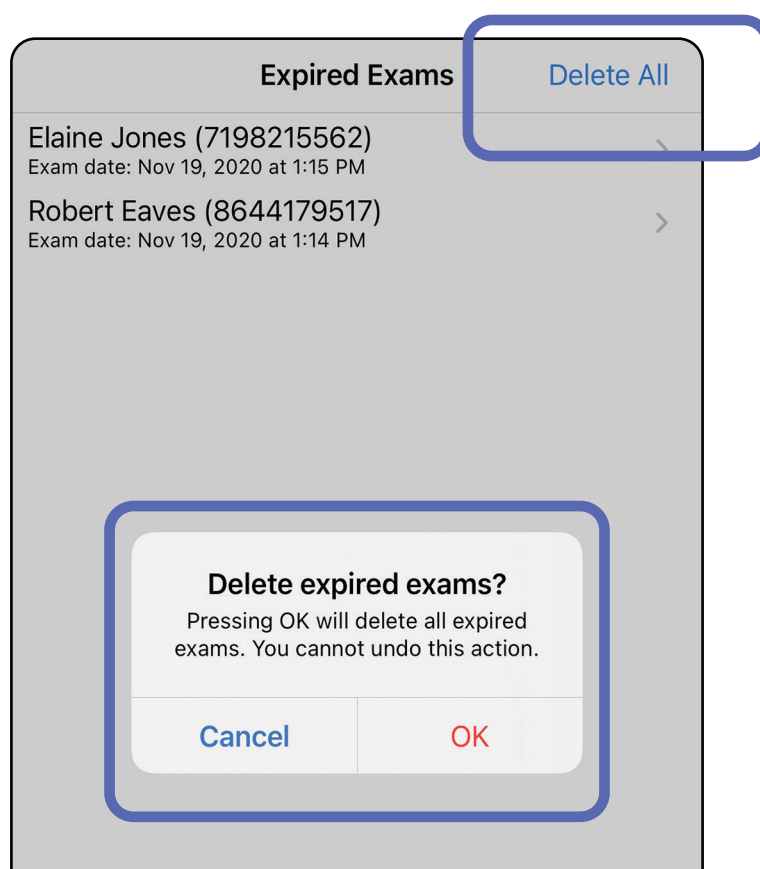 Expired Exams Delete All
Elaine Jones (7198215562)
Exam date: Nov 19, 2020 at 1:15 PM
Robert Eaves (8644179517)
Exam date: Nov 19, 2020 at 1:14 PM
Delete expired exams?
Pressing OK will delete all expired
exams. You cannot undo this action.
Cancel OK